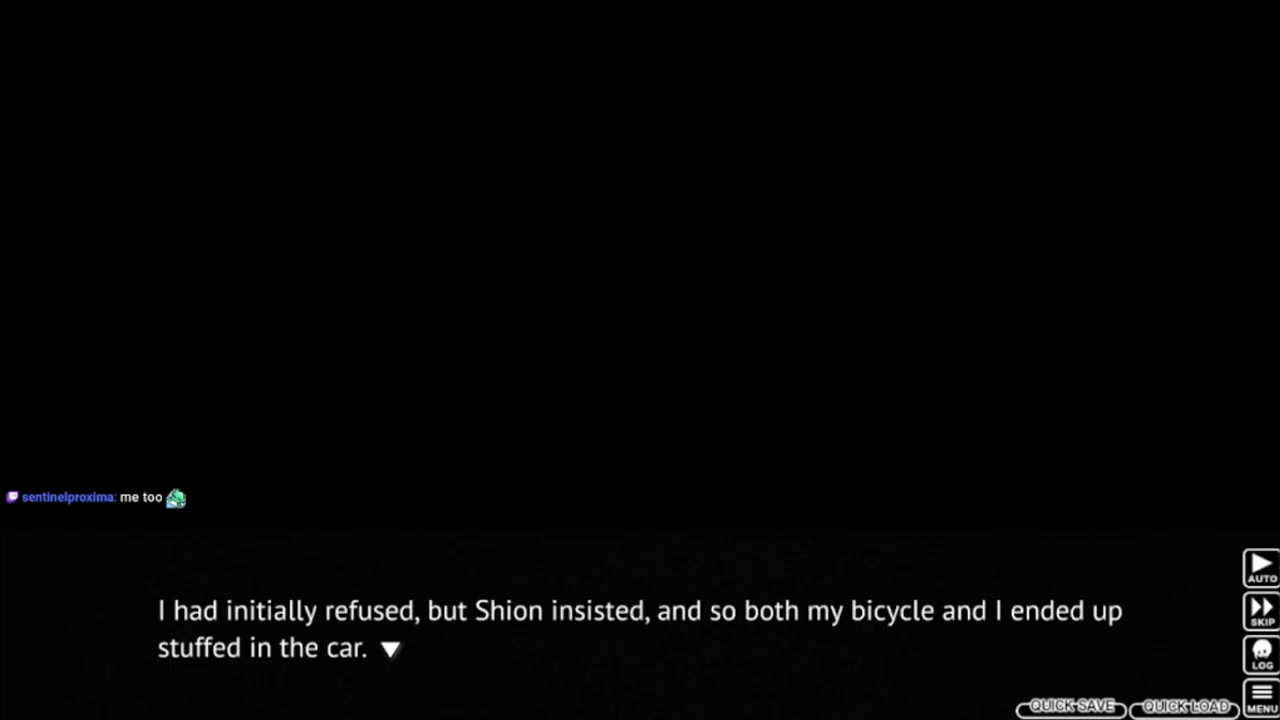 sentinelproxima: me too
I had initially refused, but Shion insisted, and so both my bicycle and I ended up
stuffed in the car.
AUTO
SKIP
LOG
MENU
QUICK SAVE QUICK LOAD